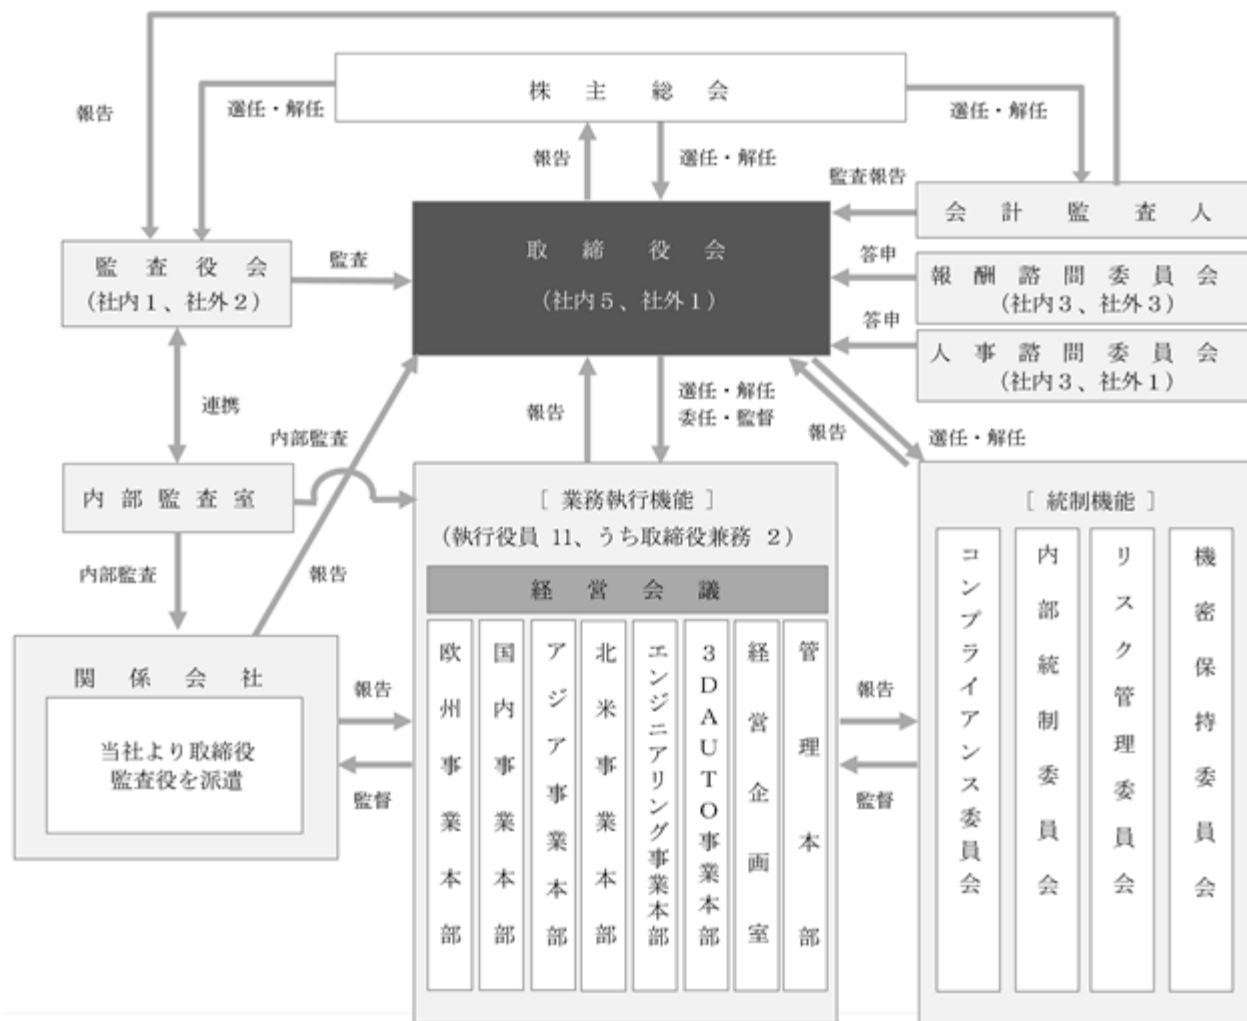 株主総会
報告
選任・解任
選任・解任
報告
選任・解任
監査報告
会計監査人
監査役会
(社内1、社外2)
監査
取締役会
(社内5、社外1)
答申
報酬諮問委員会
(社内3、社外3)
答申
人事諮問委員会
(社内3、社外1)
連携
内部監査
報告
選任・解任
委任・監督
報告
選任・解任
内部監査室
内部監査
報告
[業務執行機能]
(執行役員 11、うち取締役兼務 2)
経営会議
欧州事業本部
国内事業本部
アジア事業本部
北米事業本部
エンジニアリング事業本部
3DAUTO事業本部
経営企画室
管理本部
[統制機能]
コンプライアンス委員会
内部統制委員会
リスク管理委員会
機密保持委員会
関係会社
当社より取締役
監査役を派遣
報告
監督
報告
監督